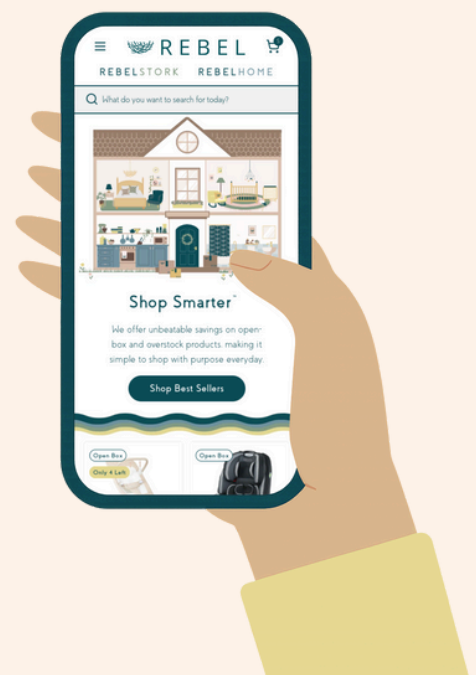 REBEL
REBELSTORK REBELHOME
What do you want to search for today?
Shop Smarter™
We offer unbeatable savings on open-
box and overstock products, making it
simple to shop with purpose everyday.
Shop Best Sellers
Open Box Open Box
Only 4 Left